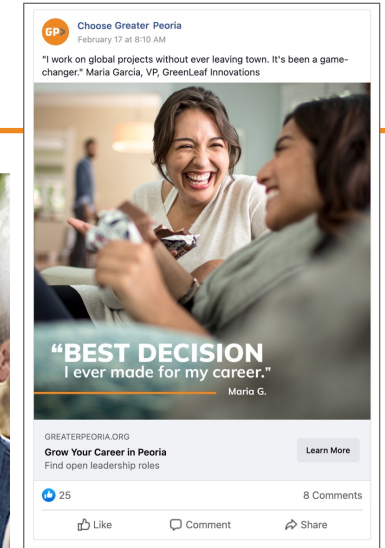 GP>
Choose Greater Peoria
February 17 at 8:10 AM
"I work on global projects without ever leaving town. It's been a game-
changer." Maria Garcia, VP, GreenLeaf Innovations
“BEST DECISION
I ever made for my career.”
Maria G.
GREATERPEORIA.ORG
Grow Your Career in Peoria
Find open leadership roles
Learn More
25
8 Comments
Like
Comment
Share